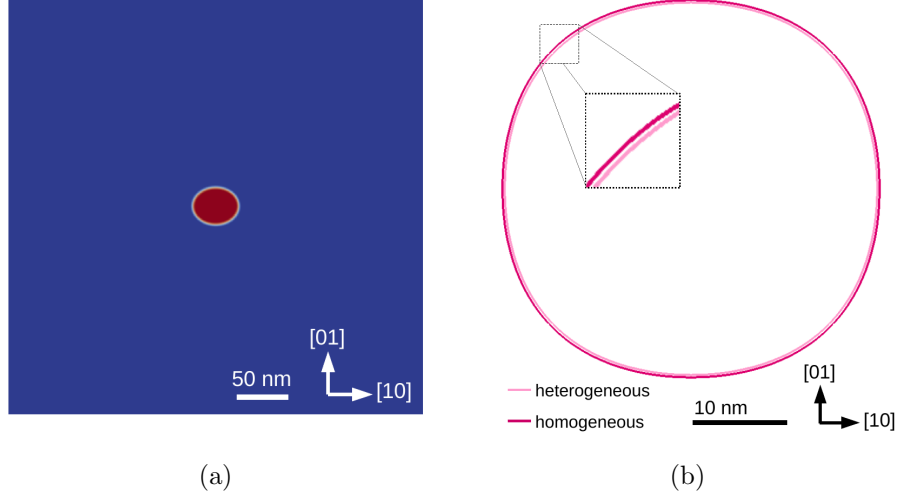 [01]
50 nm
[10]
(a)
[01]
heterogeneous
homogeneous
10 nm
[10]
(b)